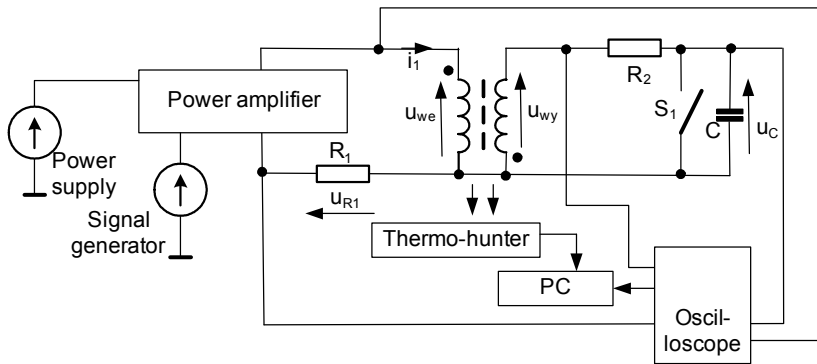 i1
R2
Power amplifier
uwe
uwy
S1
C
uC
Power
supply
R1
Signal
generator
uR1
Thermo-hunter
PC
Oscil-
loscope